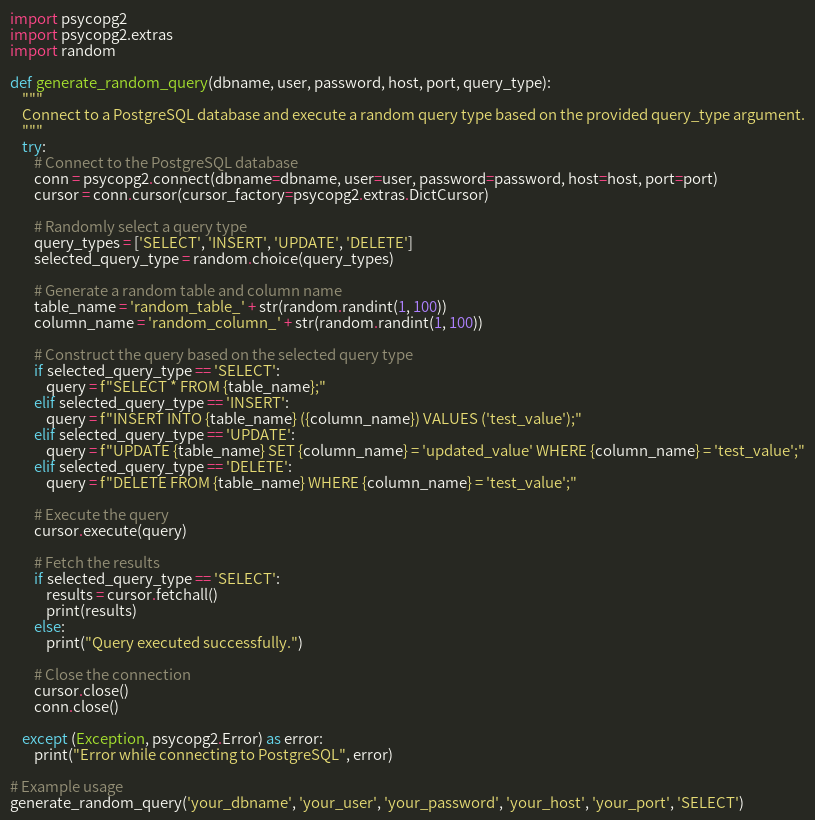 import psycopg2
import psycopg2.extras
import random

def generate_random_query(dbname, user, password, host, port, query_type):
    """
    Connect to a PostgreSQL database and execute a random query type based on the provided query_type argument.
    """
    try:
        # Connect to the PostgreSQL database
        conn = psycopg2.connect(dbname=dbname, user=user, password=password, host=host, port=port)
        cursor = conn.cursor(cursor_factory=psycopg2.extras.DictCursor)

        # Randomly select a query type
        query_types = ['SELECT', 'INSERT', 'UPDATE', 'DELETE']
        selected_query_type = random.choice(query_types)

        # Generate a random table and column name
        table_name = 'random_table_' + str(random.randint(1, 100))
        column_name = 'random_column_' + str(random.randint(1, 100))

        # Construct the query based on the selected query type
        if selected_query_type == 'SELECT':
            query = f"SELECT * FROM {table_name};"
        elif selected_query_type == 'INSERT':
            query = f"INSERT INTO {table_name} ({column_name}) VALUES ('test_value');"
        elif selected_query_type == 'UPDATE':
            query = f"UPDATE {table_name} SET {column_name} = 'updated_value' WHERE {column_name} = 'test_value';"
        elif selected_query_type == 'DELETE':
            query = f"DELETE FROM {table_name} WHERE {column_name} = 'test_value';"

        # Execute the query
        cursor.execute(query)

        # Fetch the results
        if selected_query_type == 'SELECT':
            results = cursor.fetchall()
            print(results)
        else:
            print("Query executed successfully.")

        # Close the connection
        cursor.close()
        conn.close()

    except (Exception, psycopg2.Error) as error:
        print("Error while connecting to PostgreSQL", error)

# Example usage
generate_random_query('your_dbname', 'your_user', 'your_password', 'your_host', 'your_port', 'SELECT')